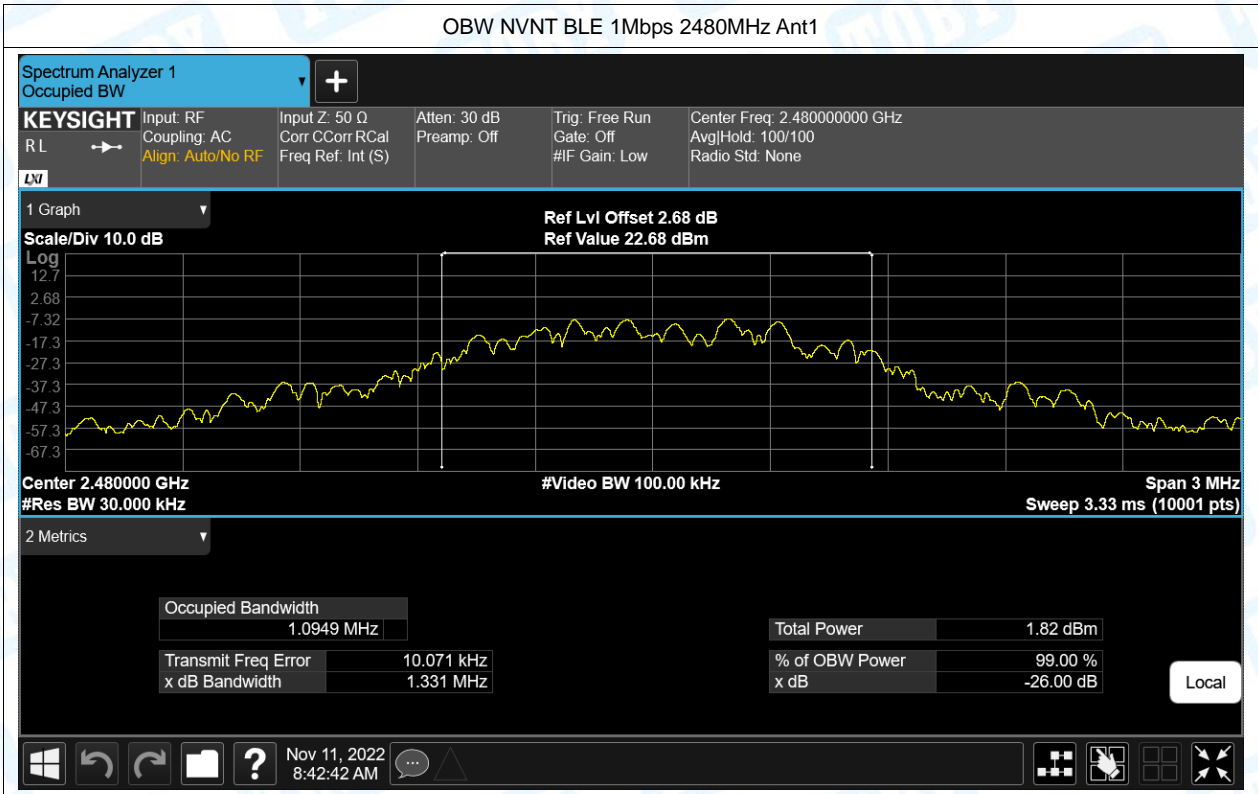 OBW NVNT BLE 1Mbps 2480MHz Ant1
Spectrum Analyzer 1
Occupied BW
KEYSIGHT
RL
LXI
Input: RF
Coupling: AC
Align: Auto/No RF
Input Z: 50 Ω
Corr CCorr RCal
Freq Ref: Int (S)
Atten: 30 dB
Preamp: Off
Trig: Free Run
Gate: Off
#IF Gain: Low
Center Freq: 2.480000000 GHz
Avg|Hold: 100/100
Radio Std: None
1 Graph
Scale/Div 10.0 dB
Ref Lvl Offset 2.68 dB
Ref Value 22.68 dBm
Log
12.7
2.68
-7.32
-17.3
-27.3
-37.3
-47.3
-57.3
-67.3
Center 2.480000 GHz
#Res BW 30.000 kHz
#Video BW 100.00 kHz
Span 3 MHz
Sweep 3.33 ms (10001 pts)
2 Metrics
Occupied Bandwidth
1.0949 MHz
Transmit Freq Error 10.071 kHz
x dB Bandwidth 1.331 MHz
Total Power 1.82 dBm
% of OBW Power 99.00 %
x dB -26.00 dB
Local
?
Nov 11, 2022
8:42:42 AM